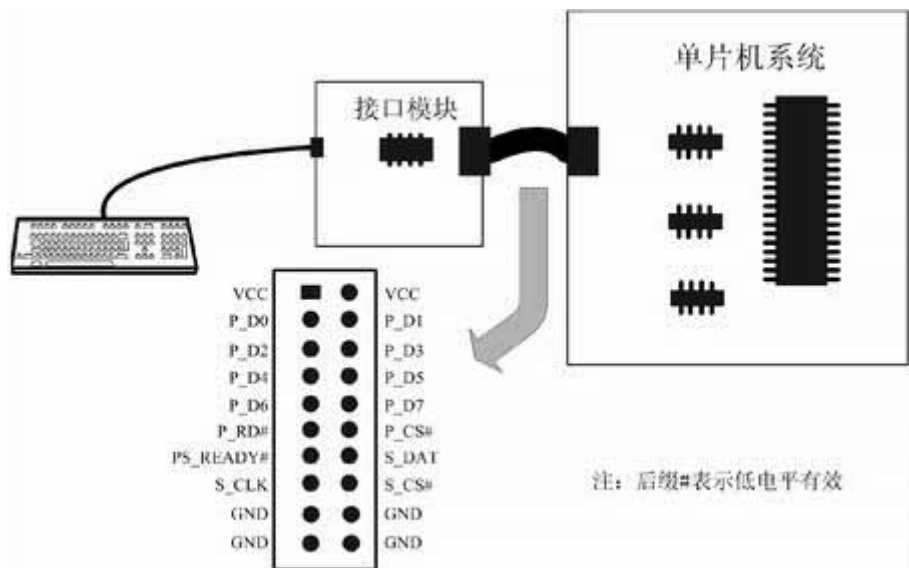 单片机系统
接口模块
VCC VCC
P_D0 P_D1
P_D2 P_D3
P_D4 P_D5
P_D6 P_D7
P_RD# P_CS#
PS_READY# S_DAT
S_CLK S_CS#
GND GND
GND GND
注：后缀#表示低电平有效